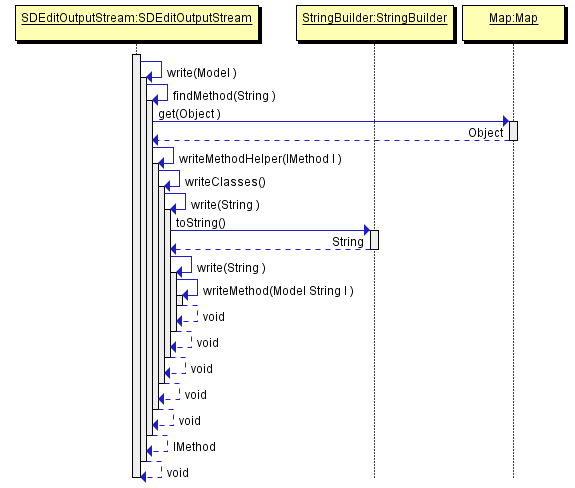 SDEditOutputStream:SDEditOutputStream
StringBuilder:StringBuilder
Map:Map
write(Model )
findMethod(String )
get(Object )
Object
writeMethodHelper(IMethod I )
writeClasses()
write(String )
toString()
String
write(String )
writeMethod(Model String I )
void
void
void
void
void
IMethod
void